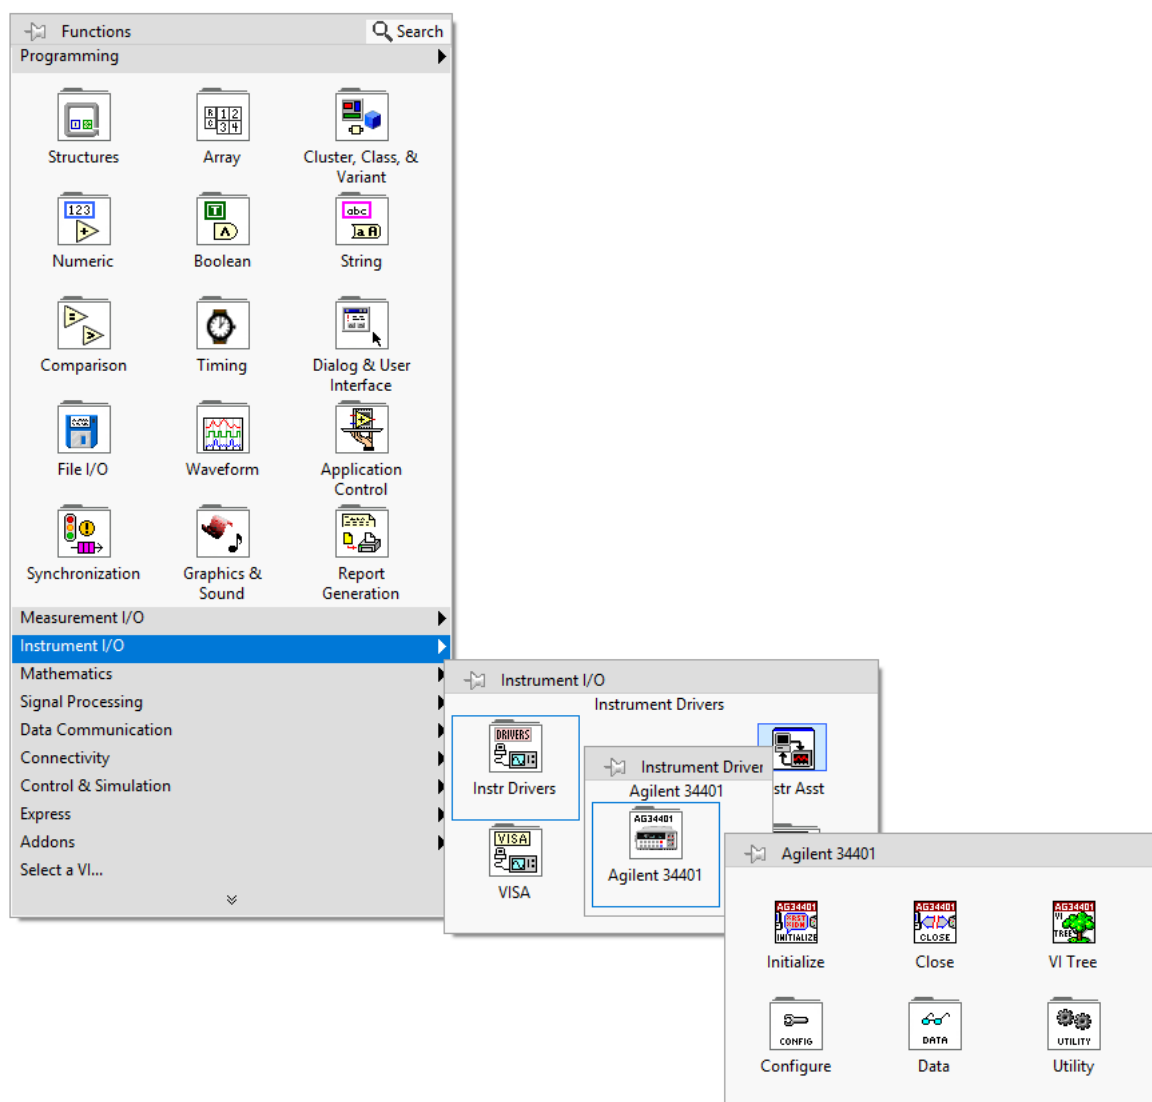 Functions
Search
Programming
Structures
Array
Cluster, Class, &
Variant
123
T
abc
a A
Numeric
Boolean
String
Comparison
Timing
Dialog & User
Interface
File I/O
Waveform
Application
Control
Synchronization
Graphics &
Sound
Report
Generation
Measurement I/O
Instrument I/O
Mathematics
Signal Processing
Data Communication
Connectivity
Control & Simulation
Express
Addons
Select a VI...
Instrument I/O
Instrument Drivers
DRIVERS
Instr Drivers
str Asst
VISA
VISA
Instrument Driver
Agilent 34401
AG34401
Agilent 34401
Agilent 34401
AG34401
INITIALIZE
AG34401
CLOSE
AG34401
VI
TREE
Initialize
Close
VI Tree
CONFIG
DATA
UTILITY
Configure
Data
Utility